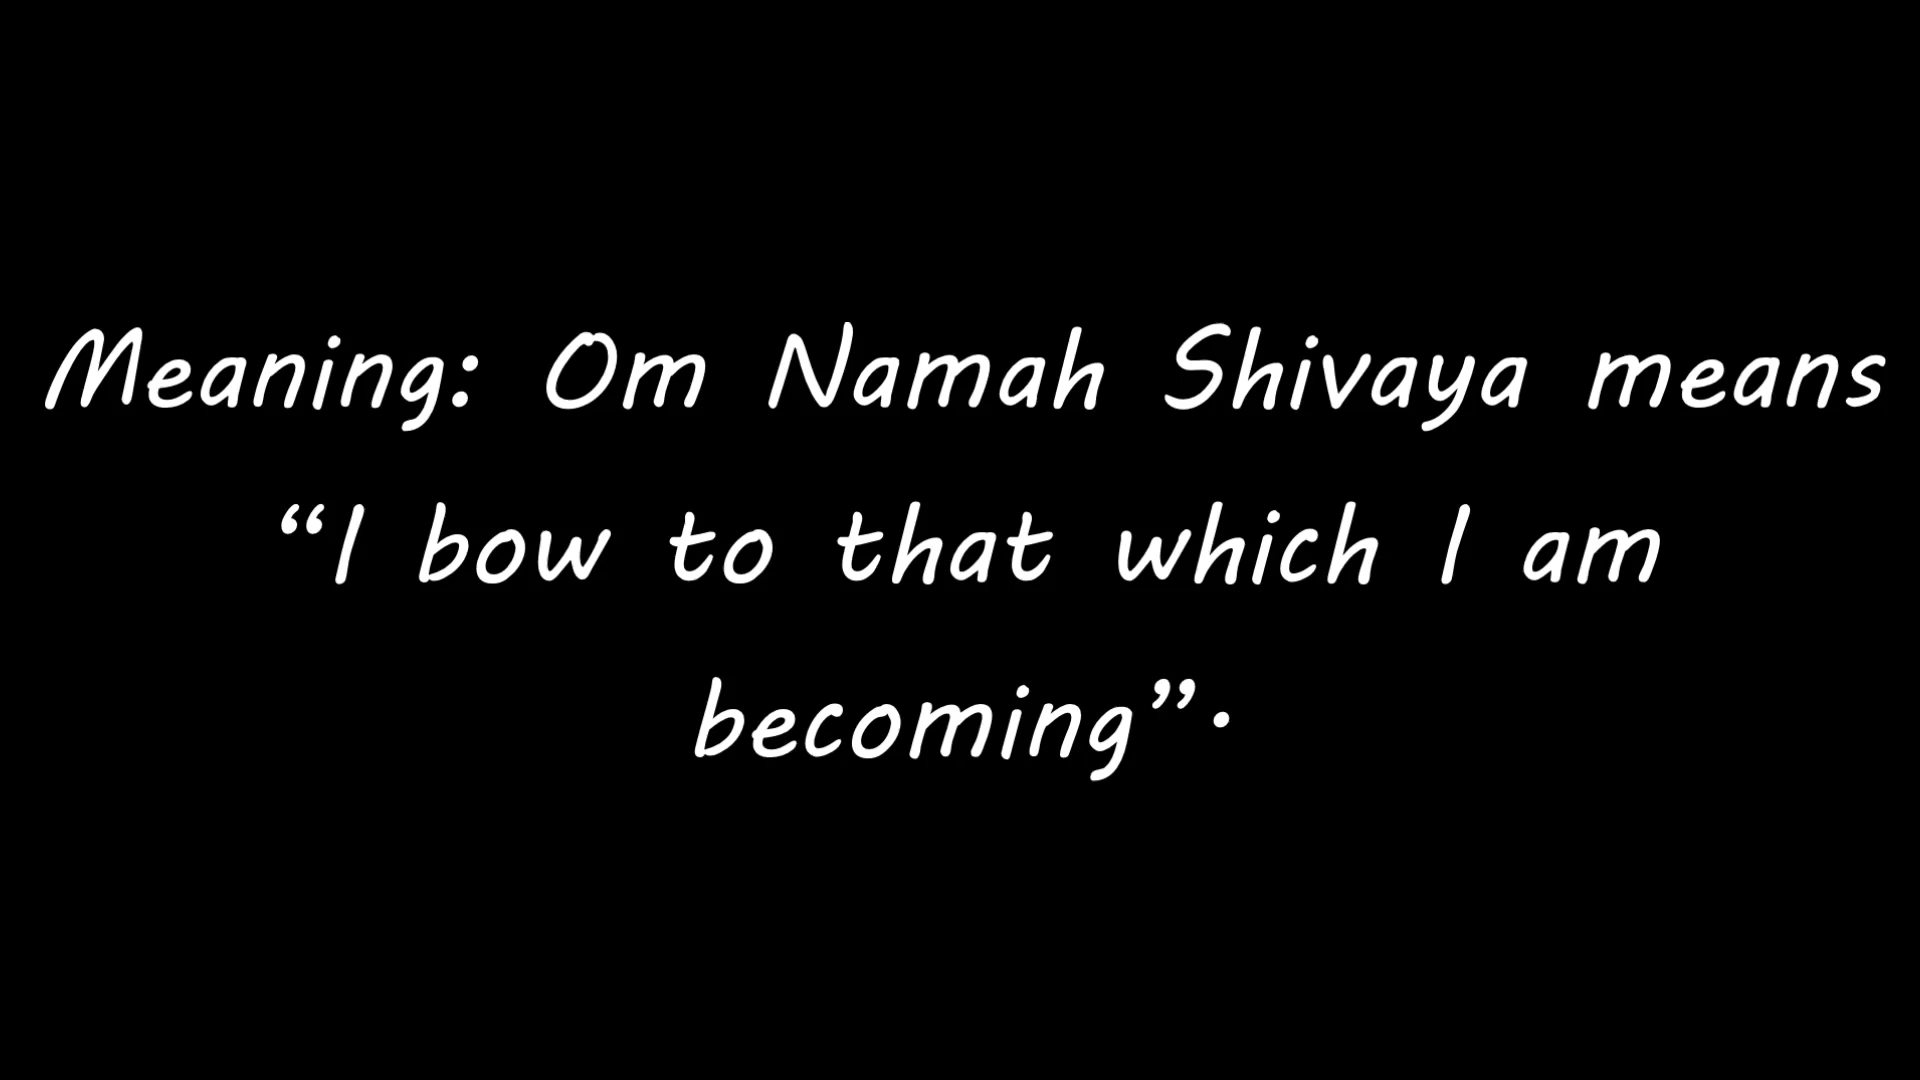 Meaning: Om Namah Shivaya means
“I bow to that which I am
becoming”.